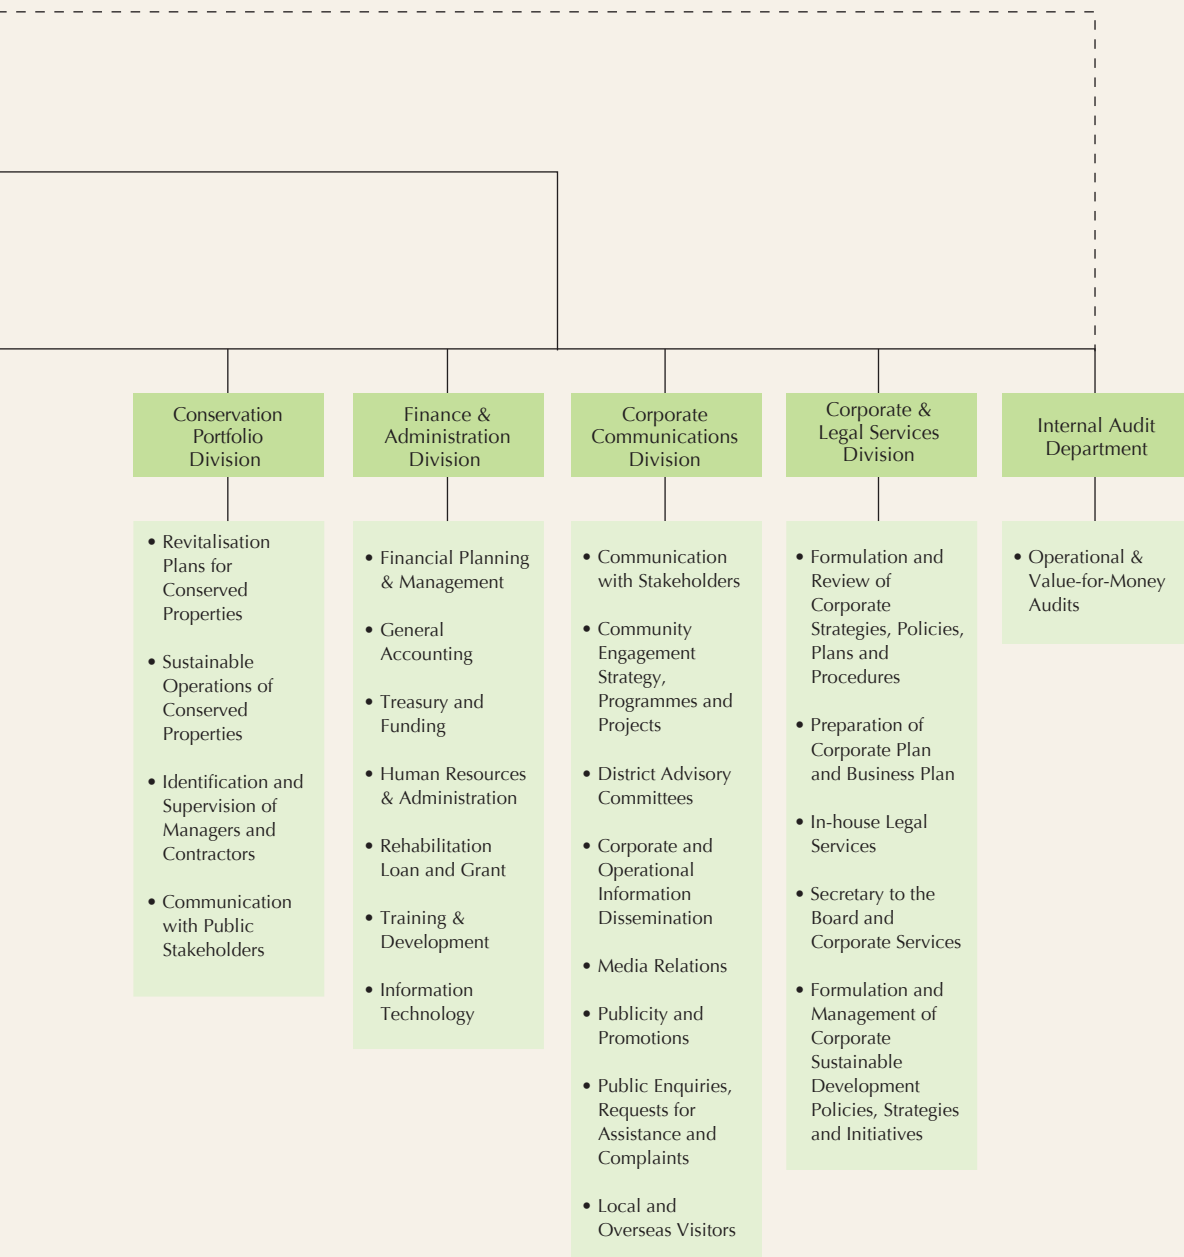 Conservation
Portfolio
Division
• Revitalisation
Plans for
Conserved
Properties
• Sustainable
Operations of
Conserved
Properties
• Identification and
Supervision of
Managers and
Contractors
• Communication
with Public
Stakeholders
Finance &
Administration
Division
• Financial Planning
& Management
• General
Accounting
• Treasury and
Funding
• Human Resources
& Administration
• Rehabilitation
Loan and Grant
• Training &
Development
• Information
Technology
Corporate
Communications
Division
• Communication
with Stakeholders
• Community
Engagement
Strategy,
Programmes and
Projects
• District Advisory
Committees
• Corporate and
Operational
Information
Dissemination
• Media Relations
• Publicity and
Promotions
• Public Enquiries,
Requests for
Assistance and
Complaints
• Local and
Overseas Visitors
Corporate &
Legal Services
Division
• Formulation and
Review of
Corporate
Strategies, Policies,
Plans and
Procedures
• Preparation of
Corporate Plan
and Business Plan
• In-house Legal
Services
• Secretary to the
Board and
Corporate Services
• Formulation and
Management of
Corporate
Sustainable
Development
Policies, Strategies
and Initiatives
Internal Audit
Department
• Operational &
Value-for-Money
Audits